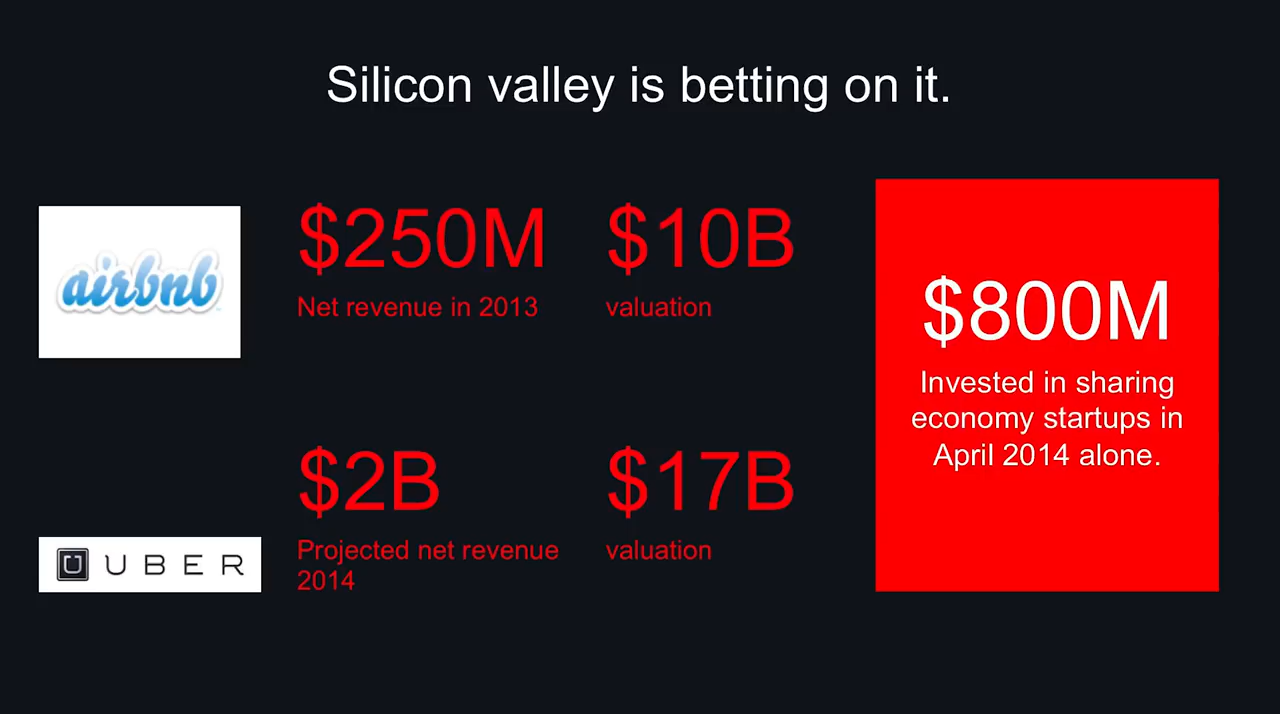 Silicon valley is betting on it.
airbnb
$250M
Net revenue in 2013
$10B
valuation
$800M
Invested in sharing
economy startups in
April 2014 alone.
U UBER
$2B
Projected net revenue
2014
$17B
valuation